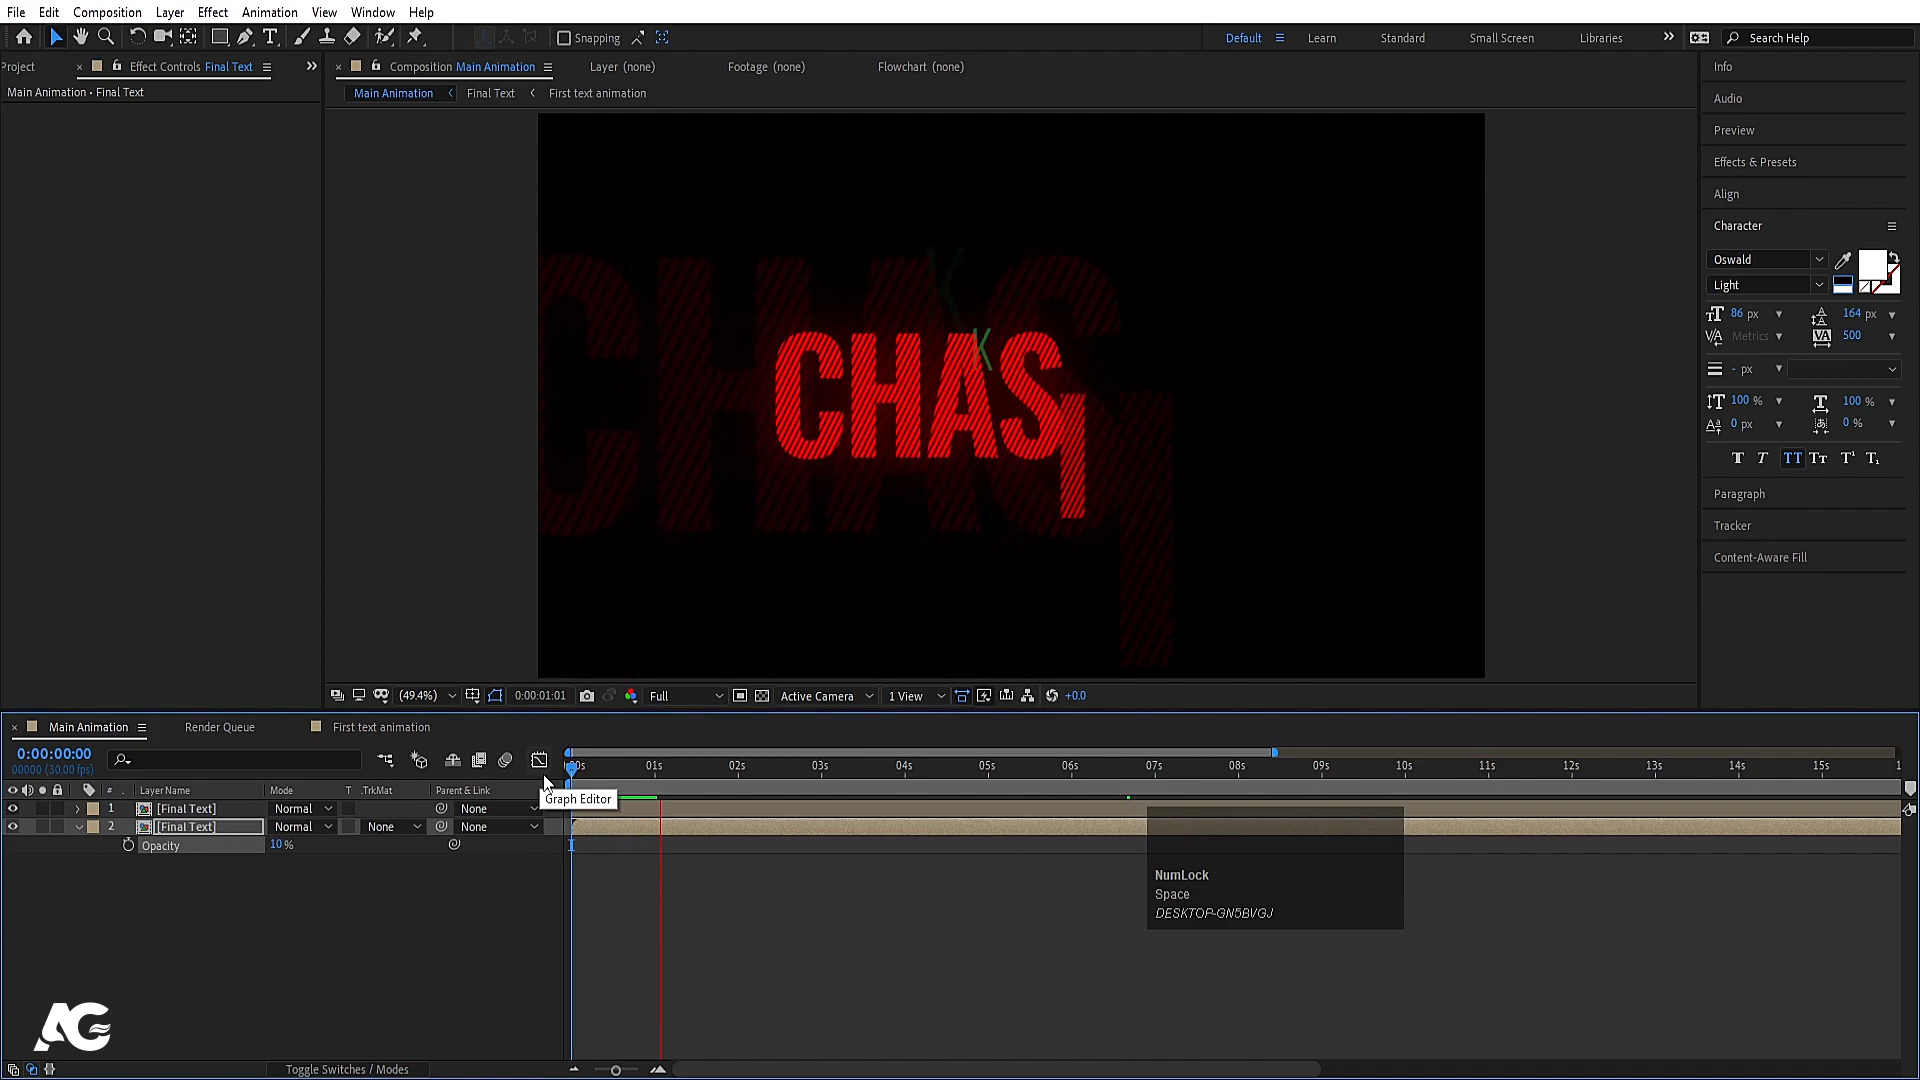 File Edit Composition Layer Effect Animation View Window Help
Snapping Default Learn Standard Small Screen Libraries Search Help
Project Effect Controls Final Text Composition Main Animation Layer (none) Footage (none) Flowchart (none) Info
Main Animation • Final Text
Main Animation Final Text First text animation
Audio
Preview
Effects & Presets
Align
Character
Oswald
Light
86 px 164 px
Metrics 500
- px
100 % 100 %
0 px 0 %
Paragraph
Tracker
Content-Aware Fill
CHAS
K
CHAS
K
(49.4%) 0:00:01:01 Full Active Camera 1 View +0.0
Main Animation Render Queue First text animation
0:00:00:00
00000 (30.00 fps)
:00s 01s 02s 03s 04s 05s 06s 07s 08s 09s 10s 11s 12s 13s 14s 15s 1
# . Layer Name Mode T .TrkMat Parent & Link
Graph Editor
1 [Final Text] Normal None
2 [Final Text] Normal None None
Opacity 10 %
NumLock
Space
DESKTOP-GN5BVGJ
AG
Toggle Switches / Modes